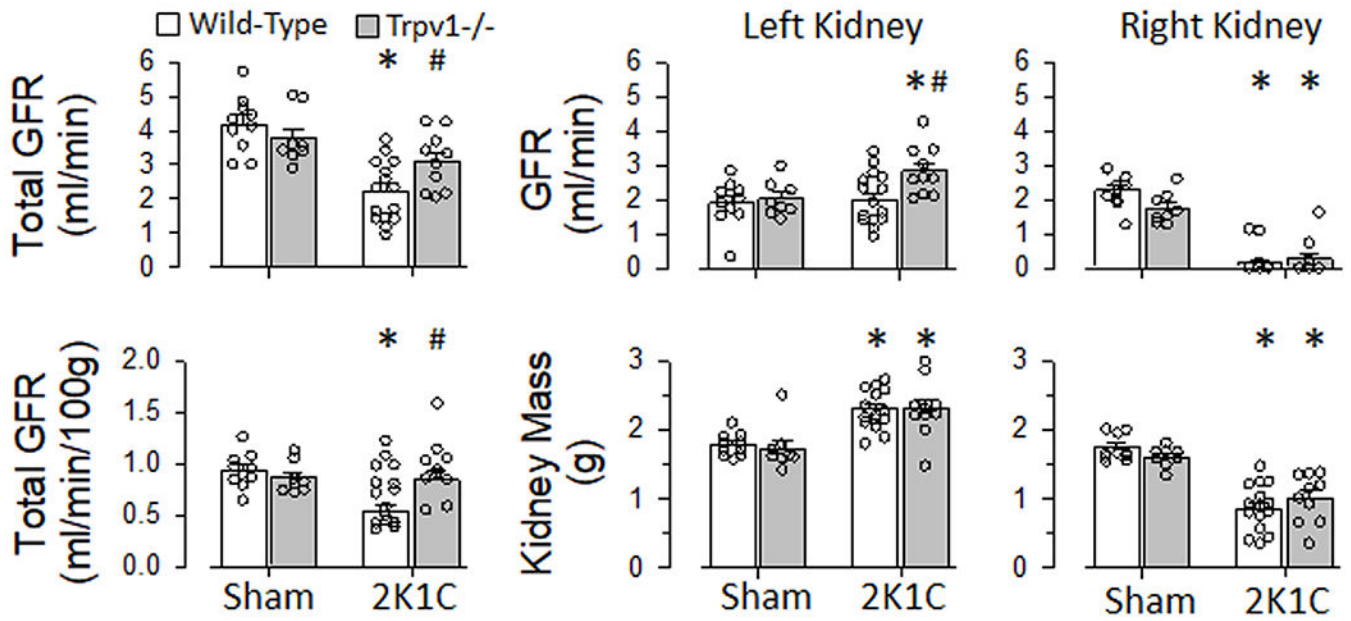 Wild-Type Trpv1-/-
Left Kidney
Right Kidney
Total GFR
(ml/min)
6
5
4
3
2
1
0
* #
GFR
(ml/min)
6
5
4
3
2
1
0
*#
6
5
4
3
2
1
0
* *
Total GFR
(ml/min/100g)
2.0
1.5
1.0
0.5
0.0
* #
Sham 2K1C
Kidney Mass
(g)
3
2
1
0
* *
Sham 2K1C
3
2
1
0
* *
Sham 2K1C